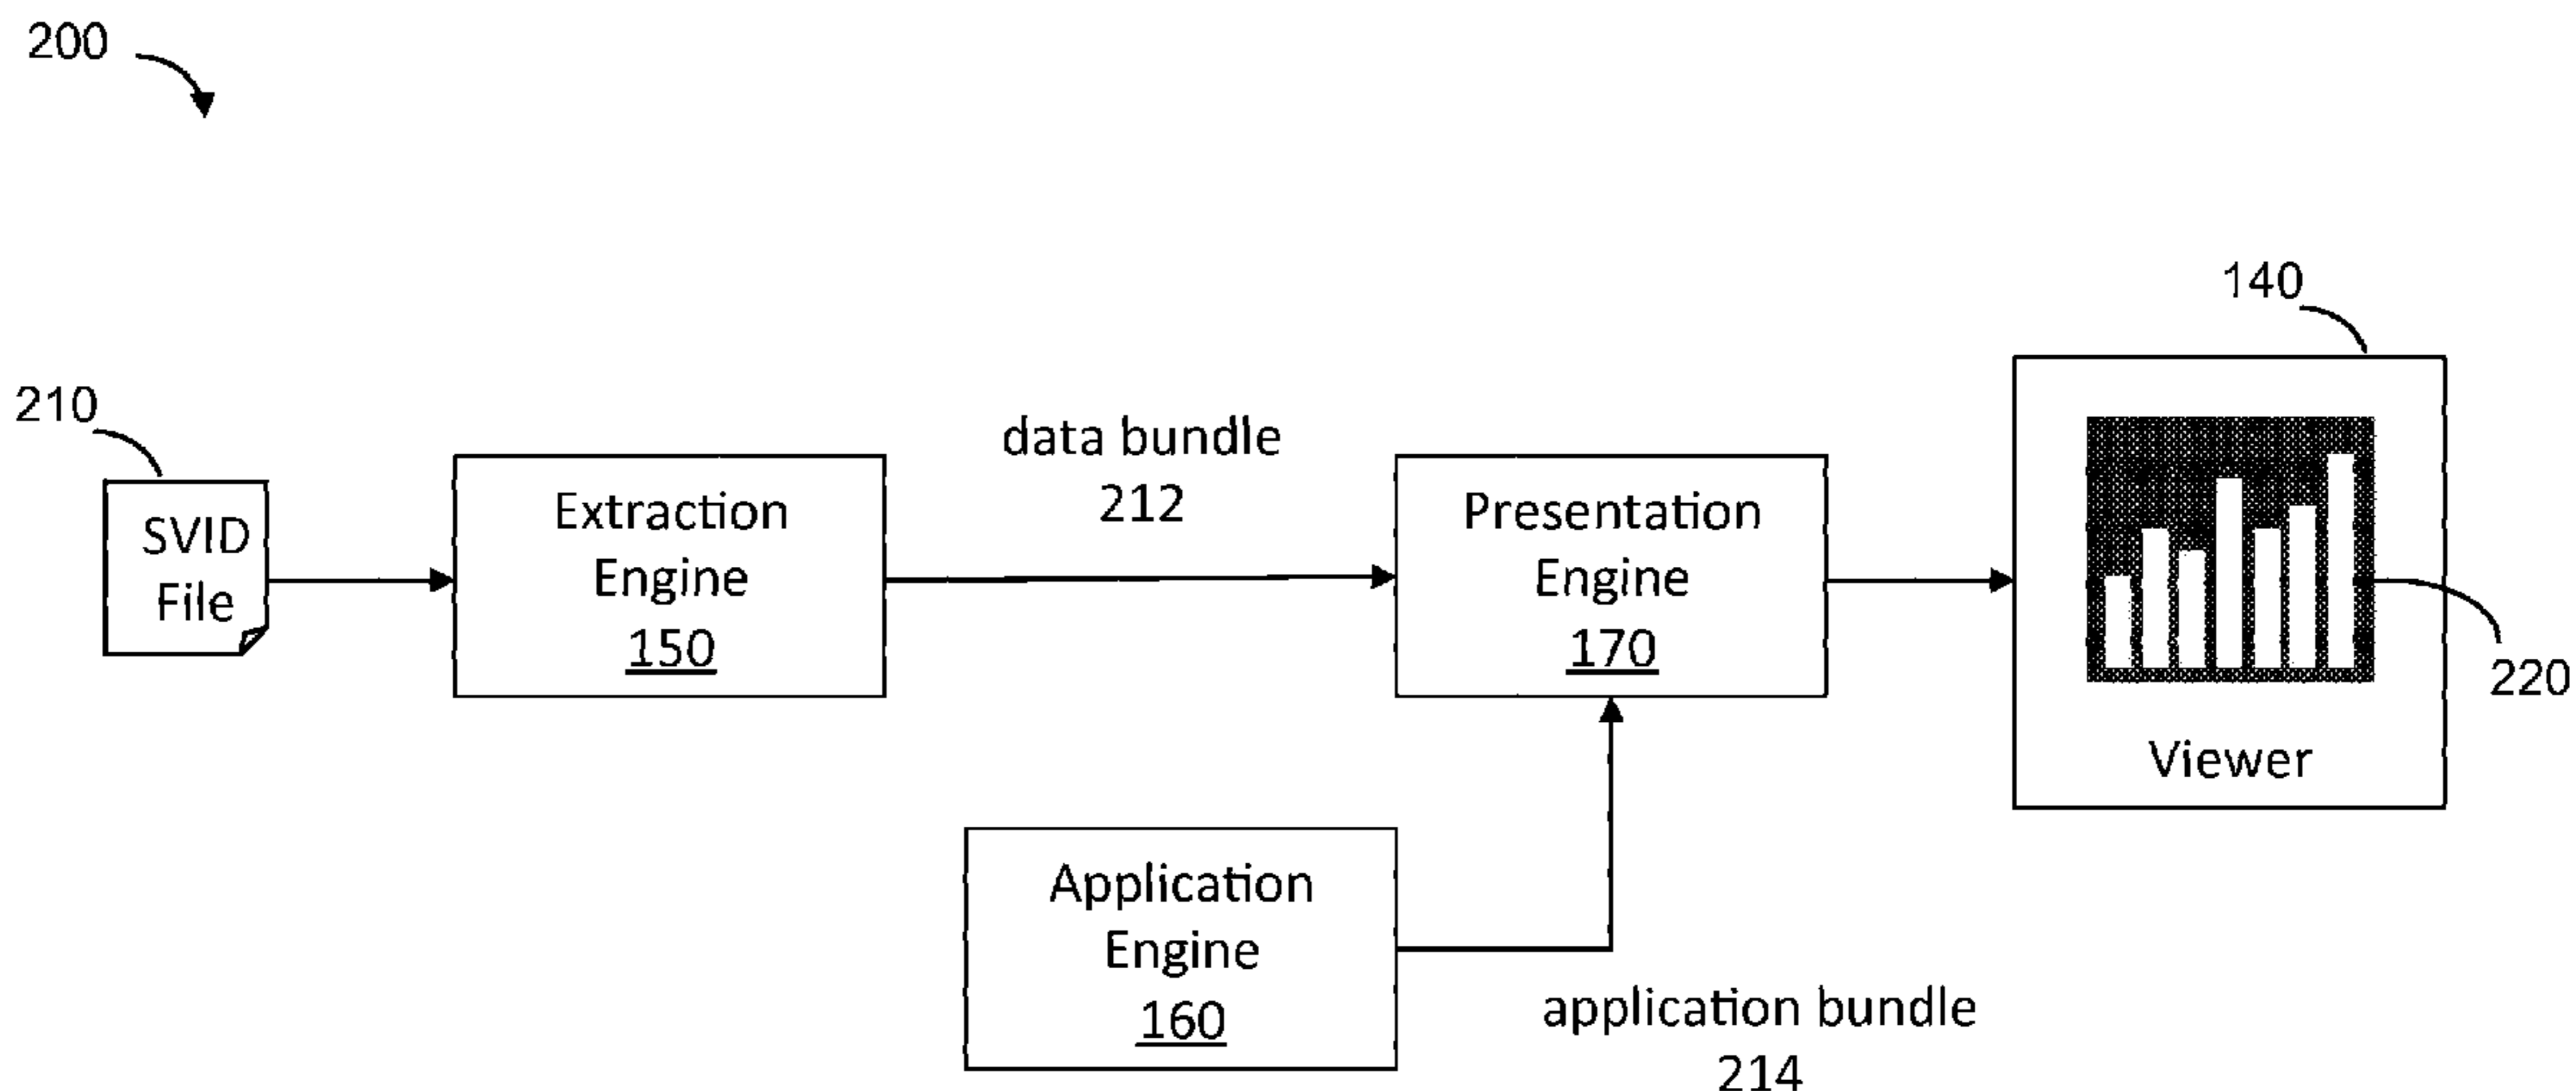 200
140
210
SVID
File
Extraction
Engine
150
data bundle
212
Presentation
Engine
170
Viewer
220
Application
Engine
160
application bundle
214